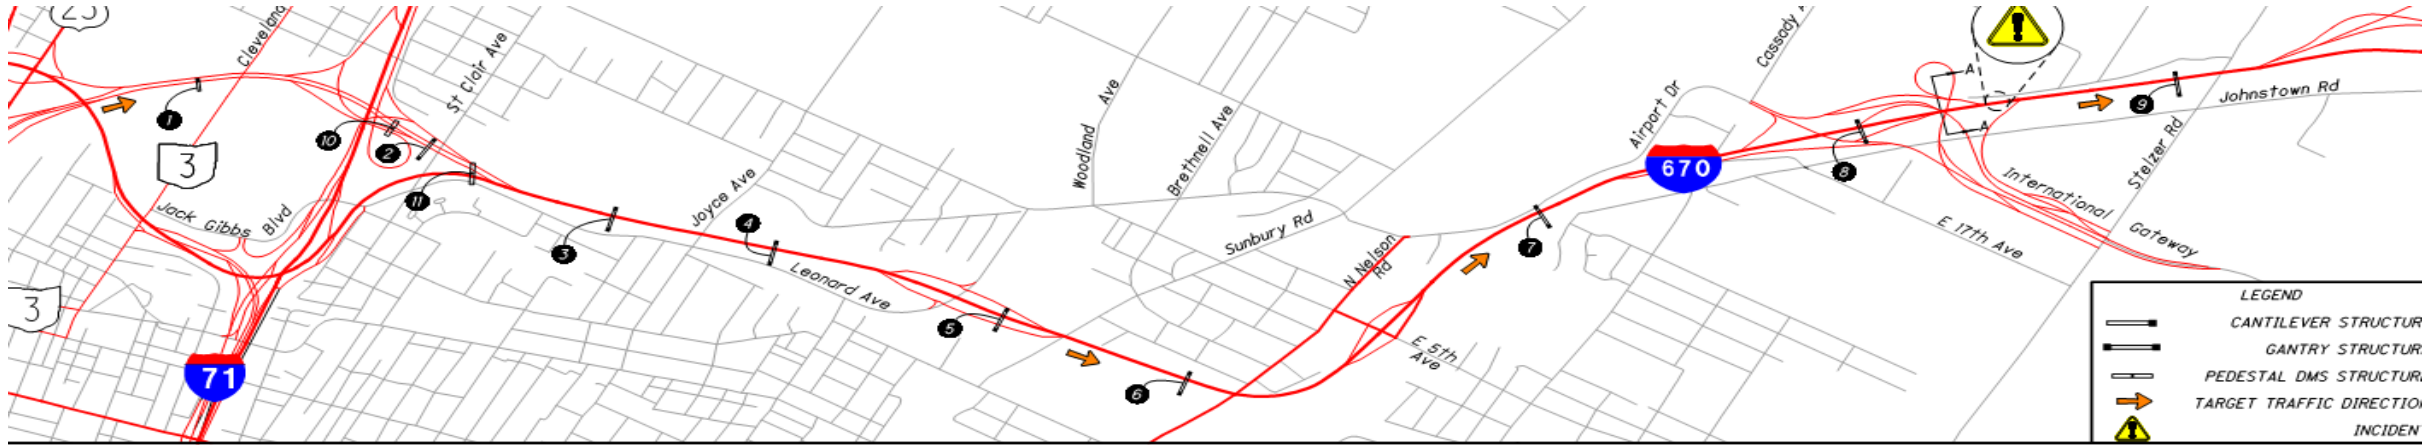 23
Cleveland
St Clair Ave
1
10
2
3
11
Jack Gibbs Blvd
3
71
3
Joyce Ave
4
Leonard Ave
5
6
Woodland Ave
Brethnell Ave
Sunbury Rd
N Nelson Rd
E 5th Ave
7
Airport Dr
670
Cassady
A
A
8
9
Johnstown Rd
Stelzer Rd
International Gateway
E 17th Ave
LEGEND
CANTILEVER STRUCTUR
GANTRY STRUCTUR
PEDESTAL DMS STRUCTURE
TARGET TRAFFIC DIRECTION
INCIDEN